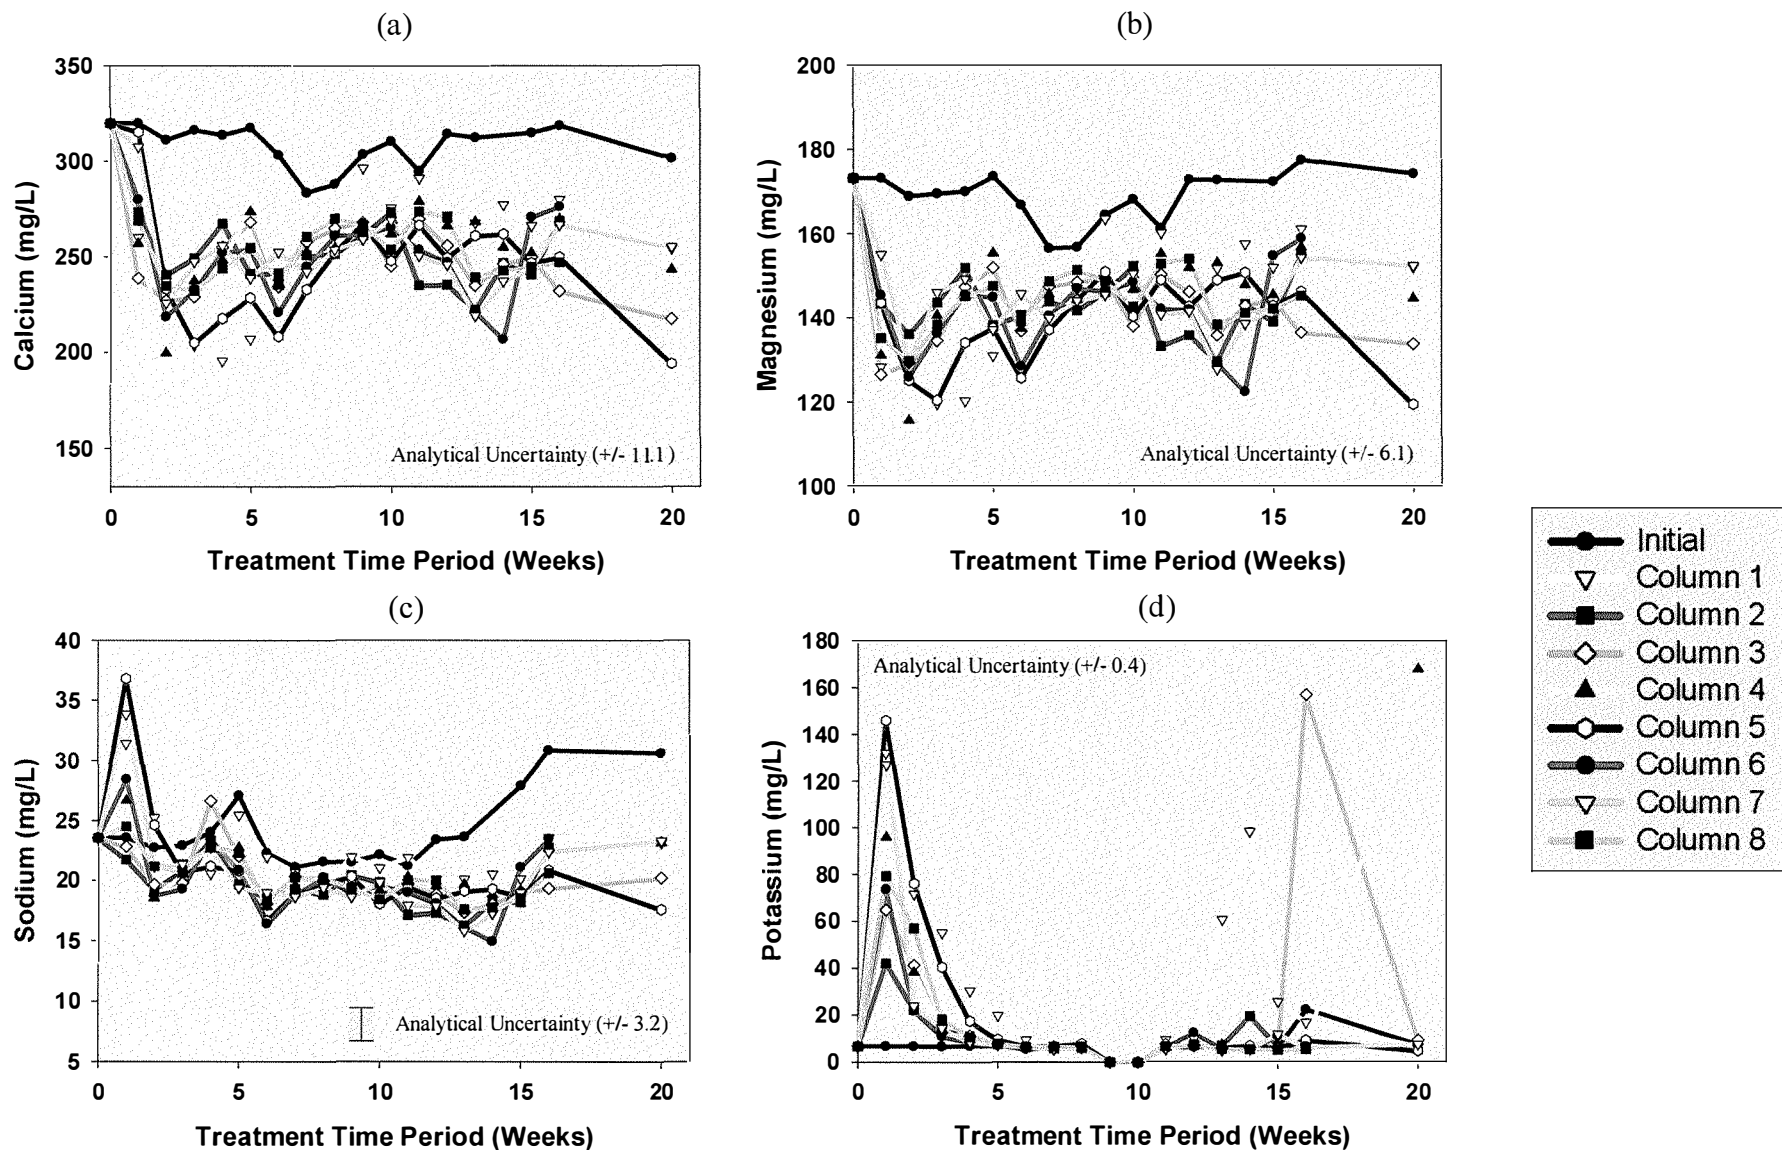 (a)
(b)
350
300
250
200
150
Calcium (mg/L)
0 5 10 15 20
Treatment Time Period (Weeks)
Analytical Uncertainty (+/- 11.1)
200
180
160
140
120
100
Magnesium (mg/L)
0 5 10 15 20
Treatment Time Period (Weeks)
Analytical Uncertainty (+/- 6.1)
(c)
(d)
40
35
30
25
20
15
10
5
Sodium (mg/L)
0 5 10 15 20
Treatment Time Period (Weeks)
Analytical Uncertainty (+/- 3.2)
180
160
140
120
100
80
60
40
20
0
Potassium (mg/L)
0 5 10 15 20
Treatment Time Period (Weeks)
Analytical Uncertainty (+/- 0.4)
Initial
Column 1
Column 2
Column 3
Column 4
Column 5
Column 6
Column 7
Column 8